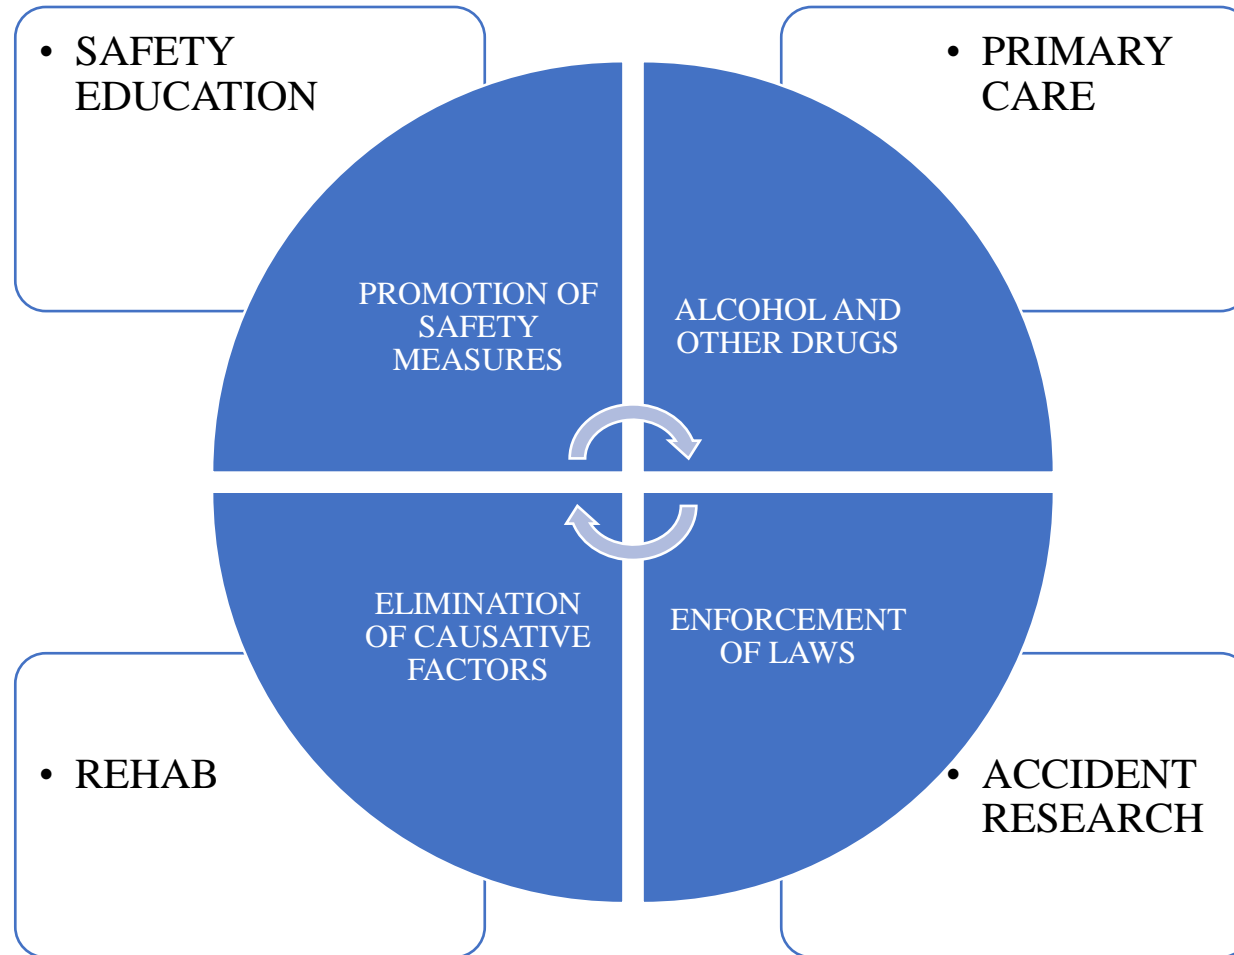 • SAFETY
EDUCATION
• PRIMARY
CARE
PROMOTION OF
SAFETY
MEASURES
ALCOHOL AND
OTHER DRUGS
ELIMINATION
OF CAUSATIVE
FACTORS
ENFORCEMENT
OF LAWS
• REHAB
• ACCIDENT
RESEARCH